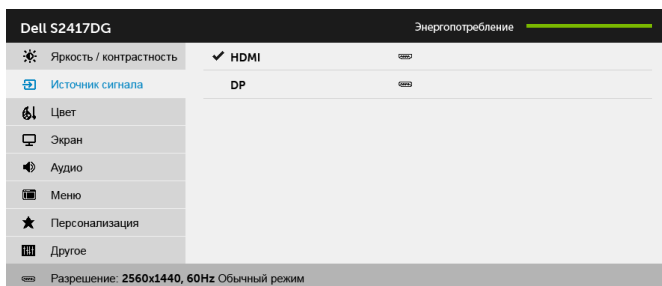 Dell S2417DG
Энергопотребление
Яркость / контрастность
HDMI
Источник сигнала
DP
Цвет
Экран
Аудио
Меню
Персонализация
Другое
Разрешение: 2560x1440, 60Hz Обычный режим